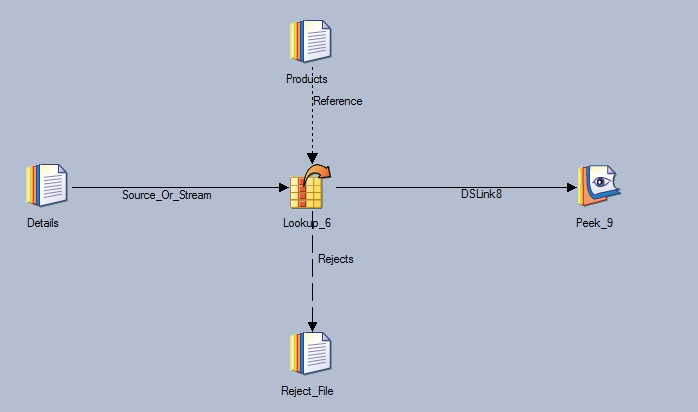 Products
Reference
Source_Or_Stream
DSLink8
Details
Lookup_6
Peek_9
Rejects
Reject_File